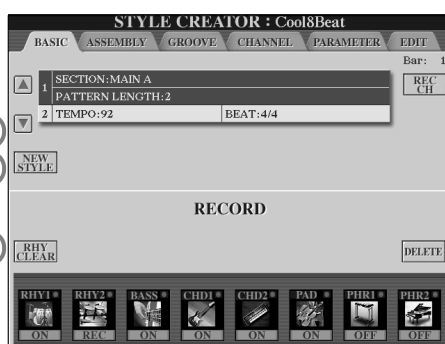 STYLE CREATOR : Cool8Beat
BASIC ASSEMBLY GROOVE CHANNEL PARAMETER EDIT
Bar: 1
1 SECTION:MAIN A
PATTERN LENGTH:2
REC CH
2 TEMPO:92 BEAT:4/4
NEW STYLE
RECORD
RHY CLEAR
DELETE
RHY1 RHY2 BASS CHD1 CHD2 PAD PHR1 PHR2
ON REC ON ON ON ON OFF OFF